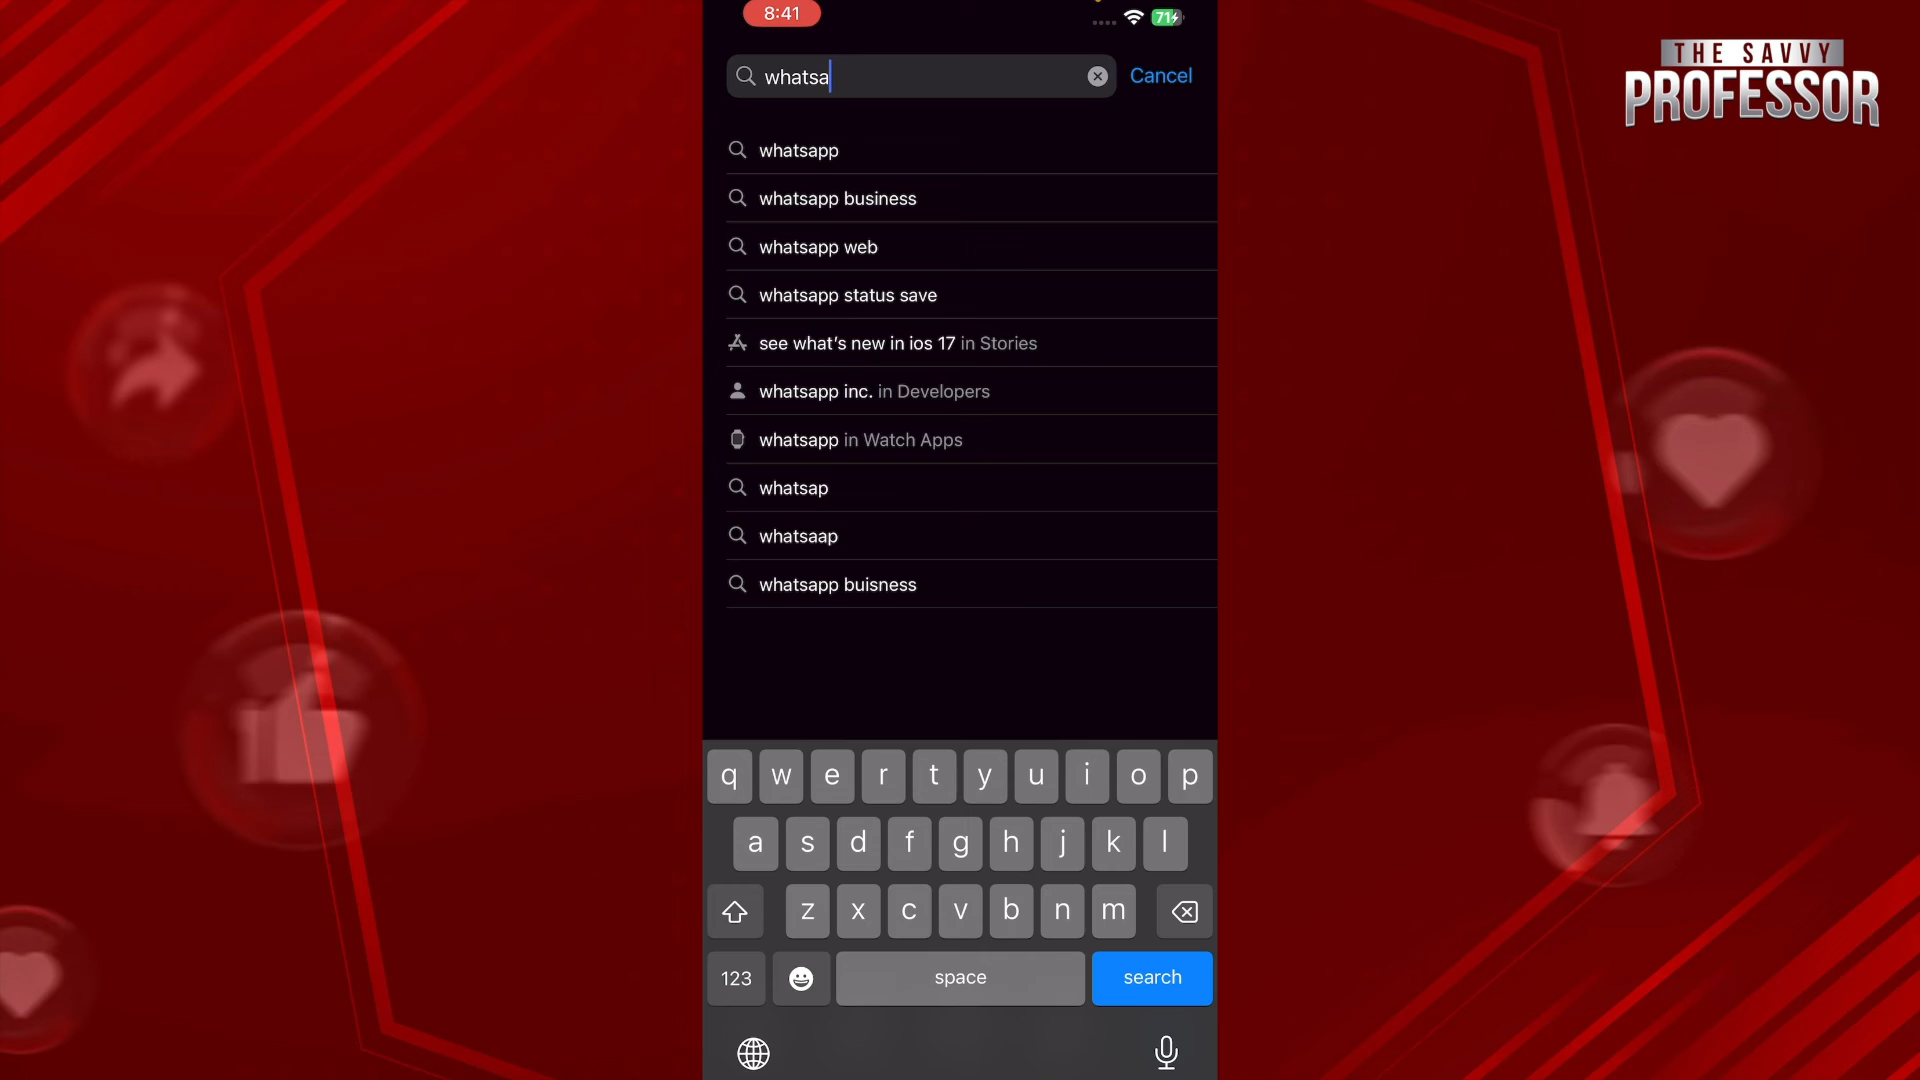 8:41
71
THE SAVVY
PROFESSOR
whatsa
Cancel
whatsapp
whatsapp business
whatsapp web
whatsapp status save
see what's new in ios 17 in Stories
whatsapp inc. in Developers
whatsapp in Watch Apps
whatsap
whatsaap
whatsapp buisness
q w e r t y u i o p
a s d f g h j k l
z x c v b n m
123 space search